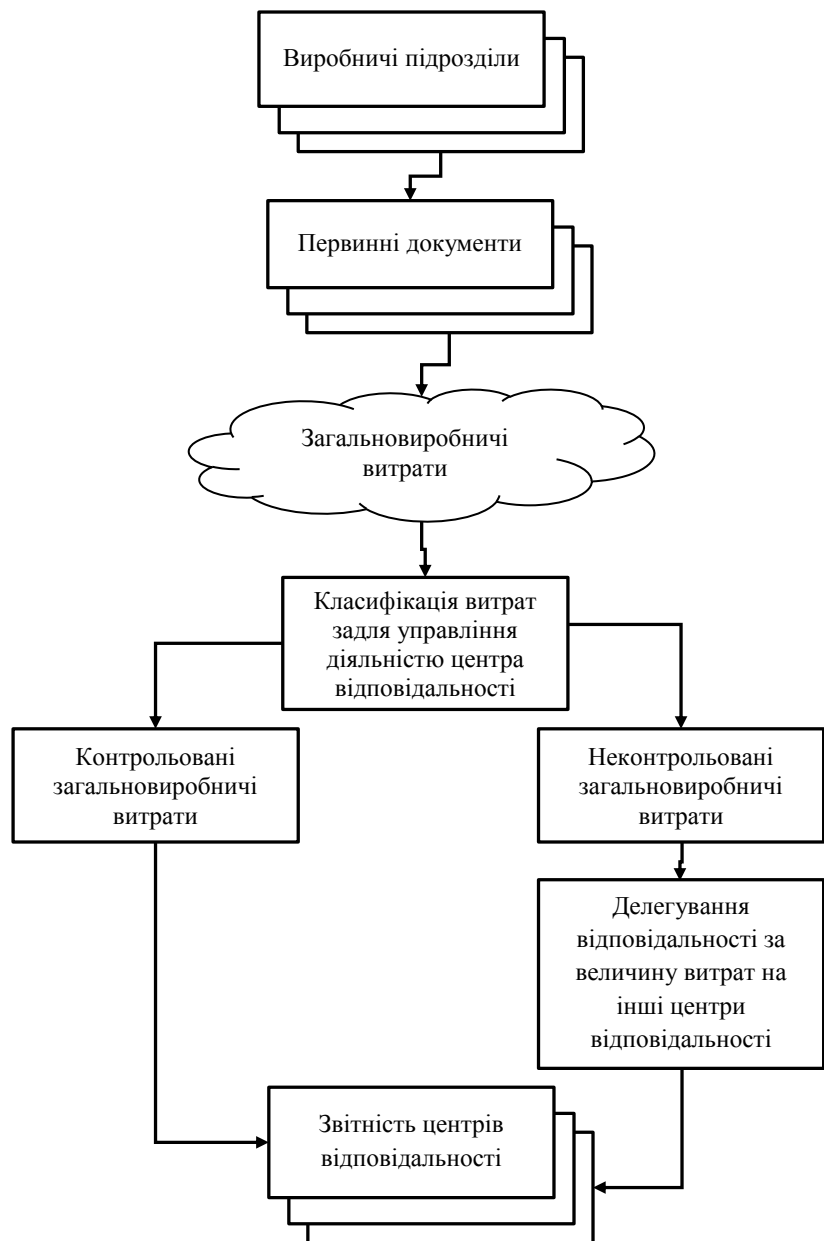 Виробничі підрозділи
Первинні документи
Загальновиробничі
витрати
Класифікація витрат
задля управління
діяльністю центра
відповідальності
Контрольовані
загальновиробничі
витрати
Неконтрольовані
загальновиробничі
витрати
Делегування
відповідальності за
величину витрат на
інші центри
відповідальності
Звітність центрів
відповідальності